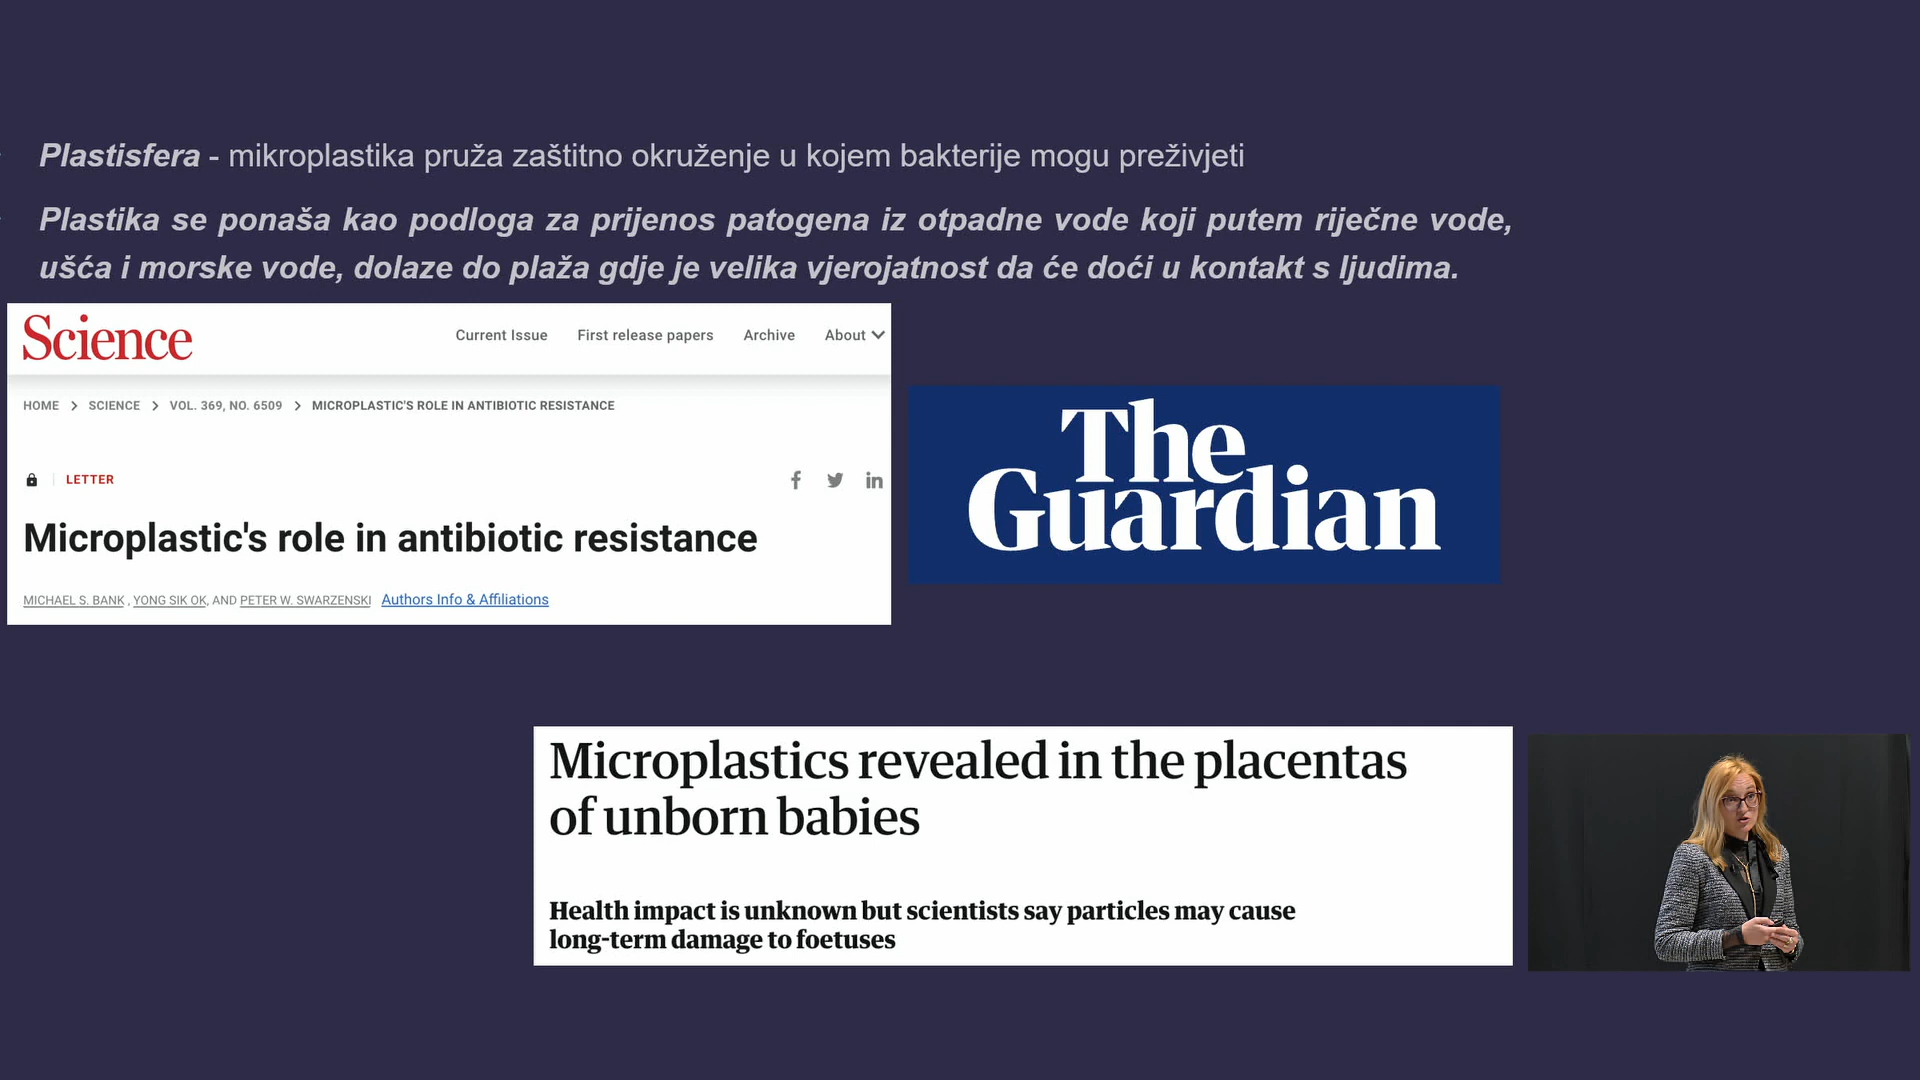 Plastisfera - mikroplastika pruža zaštitno okruženje u kojem bakterije mogu preživjeti
Plastika se ponaša kao podloga za prijenos patogena iz otpadne vode koji putem riječne vode,
ušća i morske vode, dolaze do plaža gdje je velika vjerojatnost da će doći u kontakt s ljudima.
Science
Current Issue First release papers Archive About
HOME > SCIENCE > VOL. 369, NO. 6509 > MICROPLASTIC'S ROLE IN ANTIBIOTIC RESISTANCE
LETTER
Microplastic's role in antibiotic resistance
MICHAEL S. BANK , YONG SIK OK, AND PETER W. SWARZENSKI Authors Info & Affiliations
The
Guardian
Microplastics revealed in the placentas
of unborn babies
Health impact is unknown but scientists say particles may cause
long-term damage to foetuses